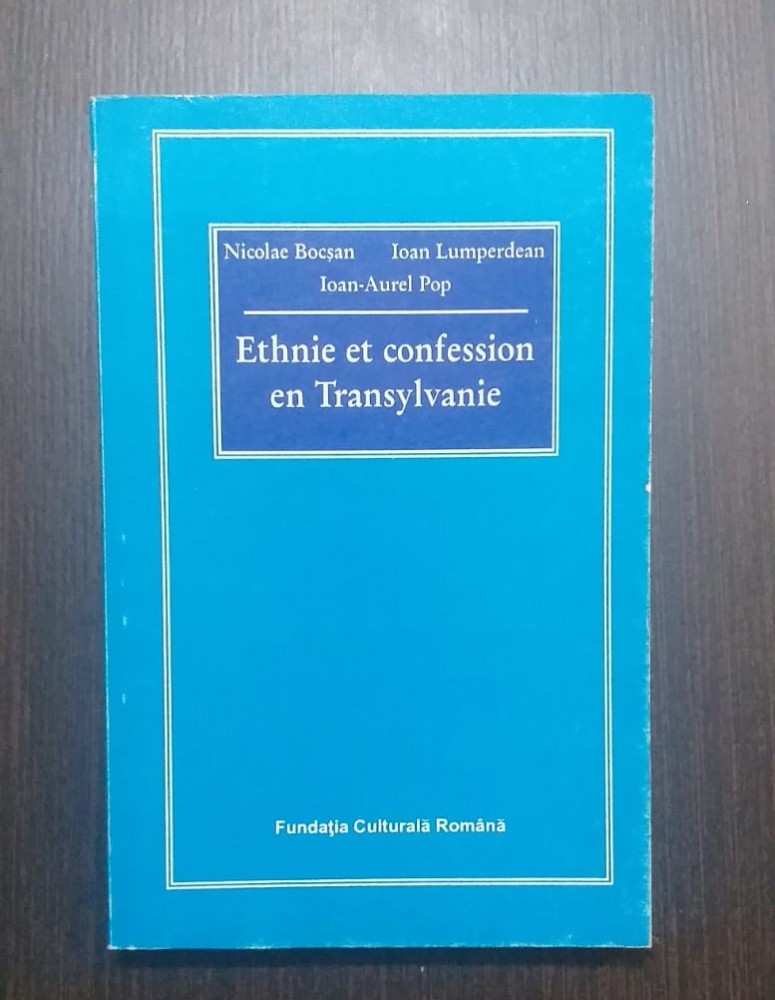 Nicolae Bocşan Ioan Lumperdean
Ioan-Aurel Pop
Ethnie et confession
en Transylvanie
Fundaţia Culturală Română